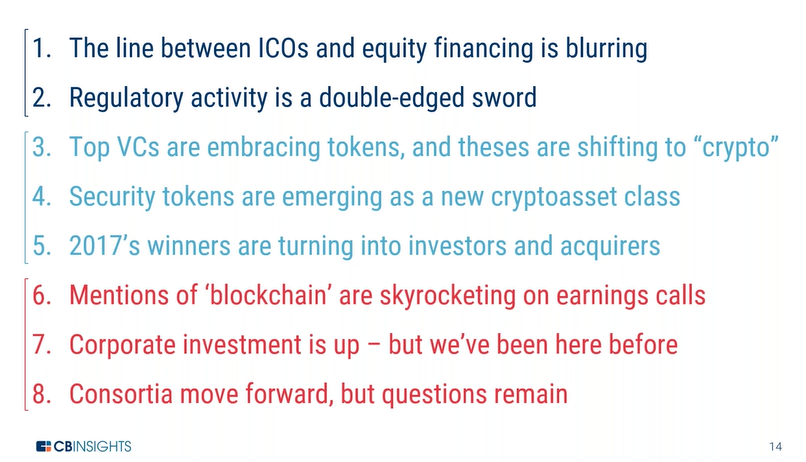 1. The line between ICOs and equity financing is blurring
2. Regulatory activity is a double-edged sword
3. Top VCs are embracing tokens, and theses are shifting to “crypto”
4. Security tokens are emerging as a new cryptoasset class
5. 2017’s winners are turning into investors and acquirers
6. Mentions of ‘blockchain’ are skyrocketing on earnings calls
7. Corporate investment is up – but we’ve been here before
8. Consortia move forward, but questions remain
CBINSIGHTS
14